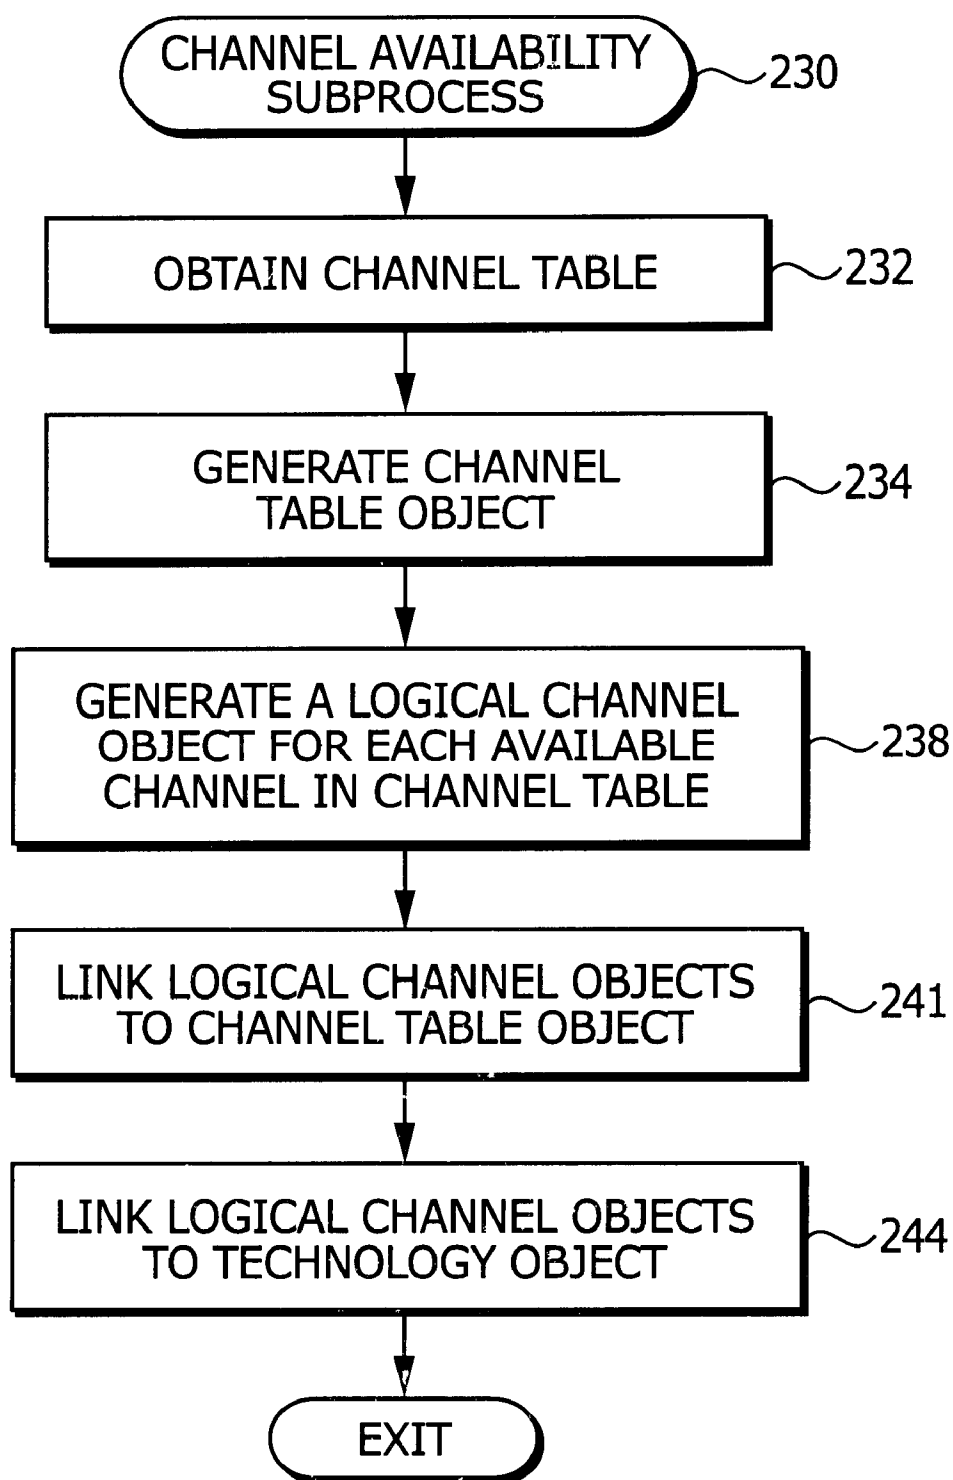 CHANNEL AVAILABILITY
SUBPROCESS
230
OBTAIN CHANNEL TABLE
232
GENERATE CHANNEL
TABLE OBJECT
234
GENERATE A LOGICAL CHANNEL
OBJECT FOR EACH AVAILABLE
CHANNEL IN CHANNEL TABLE
238
LINK LOGICAL CHANNEL OBJECTS
TO CHANNEL TABLE OBJECT
241
LINK LOGICAL CHANNEL OBJECTS
TO TECHNOLOGY OBJECT
244
EXIT